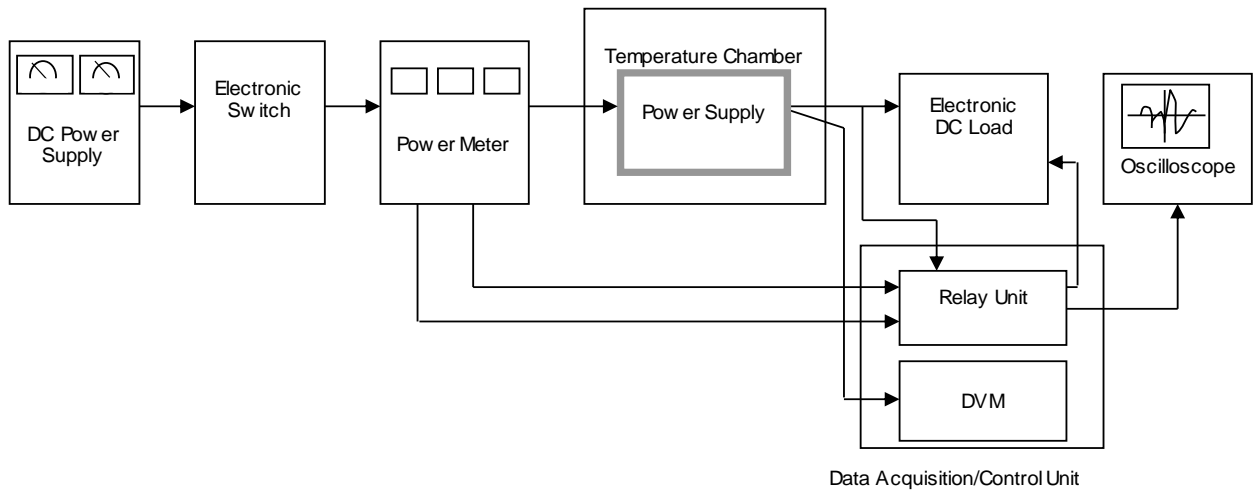 Temperature Chamber
DC Power
Supply
Electronic
Switch
Power Meter
Power Supply
Electronic
DC Load
Oscilloscope
Relay Unit
DVM
Data Acquisition/Control Unit